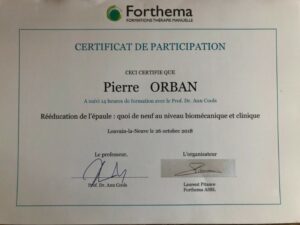 Forthema
FORMATIONS THÉRAPIE MANUELLE
CERTIFICAT DE PARTICIPATION
CECI CERTIFIE QUE
Pierre ORBAN
A suivi 14 heures de formation avec le Prof. Dr. Ann Cools
Rééducation de l'épaule : quoi de neuf au niveau biomécanique et clinique
Louvain-la-Neuve le 26 octobre 2018
Le professeur,
L'organisateur
Prof. Dr. Ann Cools
Laurent Pitance
Forthema ASBL